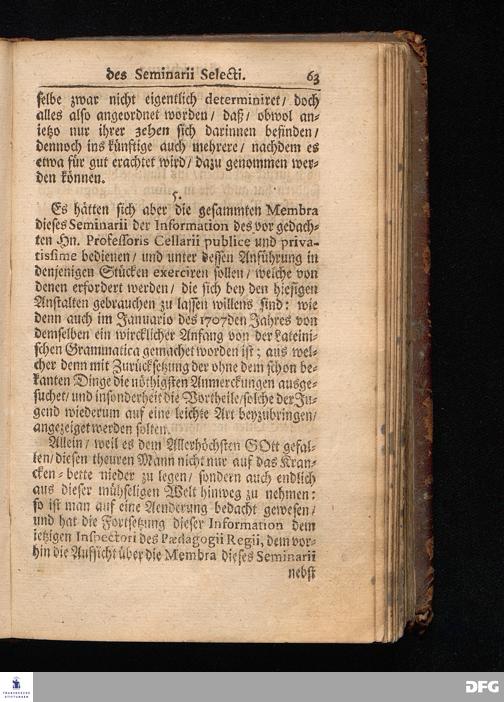 des Seminarii Selecti. 63
selbe zwar nicht eigentlich determiniret/ doch
alles also angeordnet worden/ daß/ obwol an-
ietzo nur ihrer zehen sich darinnen befinden/
dennoch ins künftige auch mehrere/ nachdem es
etwa für gut erachtet wird/ dazu genommen wer-
den können.
5.
Es hätten sich aber die gesammten Membra
dieses Seminarii der Information des vor gedach-
ten Hn. Professoris Cellarii publice und priva-
tissime bedienen/ und unter dessen Anführung in
denjenigen Stücken exerciren sollen/ welche von
denen erfordert werden/ die sich bey den hiesigen
Anstalten gebrauchen zu lassen willens sind: wie
denn auch im Januario des 1707den Jahres von
demselben ein wircklicher Anfang von der Lateini-
schen Grammatica gemachet worden ist; aus wel-
cher denn mit Zurücksetzung der ohne dem schon be-
kanten Dinge die nöthigsten Anmerckungen ausge-
suchet/ und insonderheit die Vortheile/ solche der Ju-
gend wiederum auf eine leichte Art beyzubringen/
angezeiget werden solten.
Allein/ weil es dem Allerhöchsten GOtt gefal-
len/ diesen theuren Mann nicht nur auf das Kran-
cken-bette nieder zu legen/ sondern auch endlich
aus dieser mühseligen Welt hinweg zu nehmen:
so ist man auf eine Aenderung bedacht gewesen/
und hat die Fortsetzung dieser Information dem
ietzigen Inspectori des Pædagogii Regii, dem vor-
hin die Aufsicht über die Membra dieses Seminarii
nebst
FRANCKESCHE
STIFTUNGEN
DFG